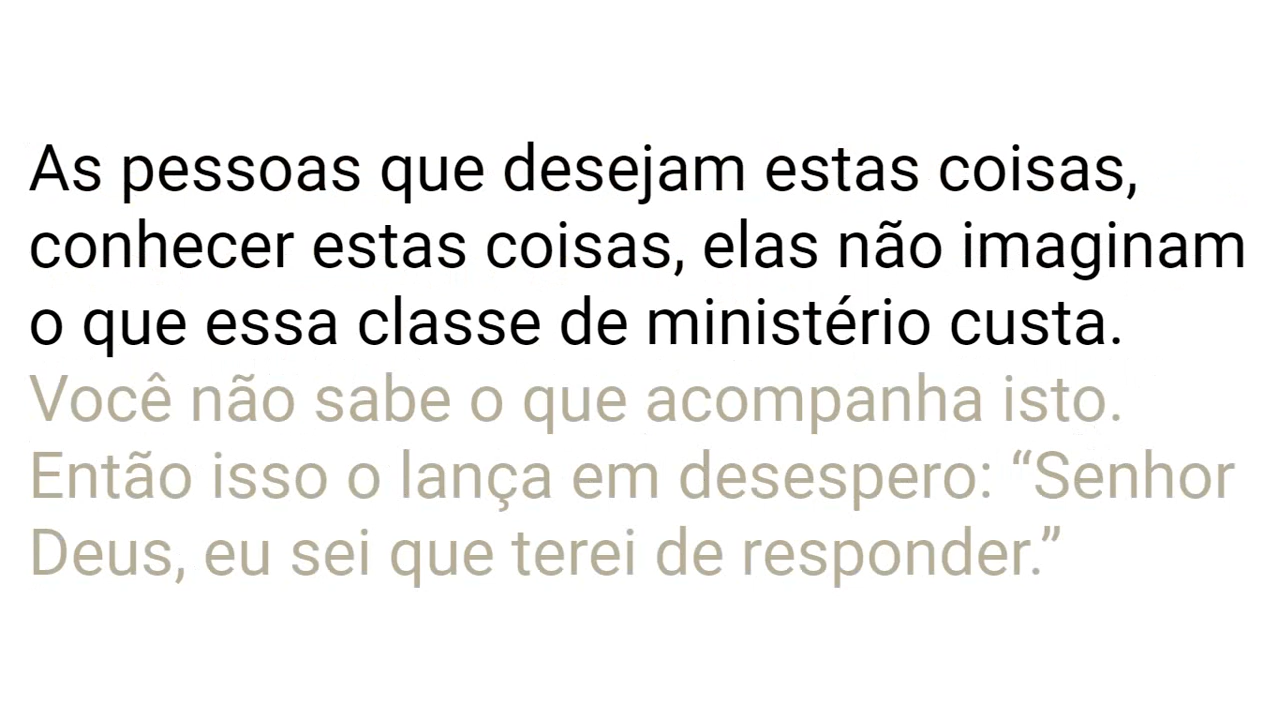 As pessoas que desejam estas coisas,
conhecer estas coisas, elas não imaginam
o que essa classe de ministério custa.
Você não sabe o que acompanha isto.
Então isso o lança em desespero: “Senhor
Deus, eu sei que terei de responder.”